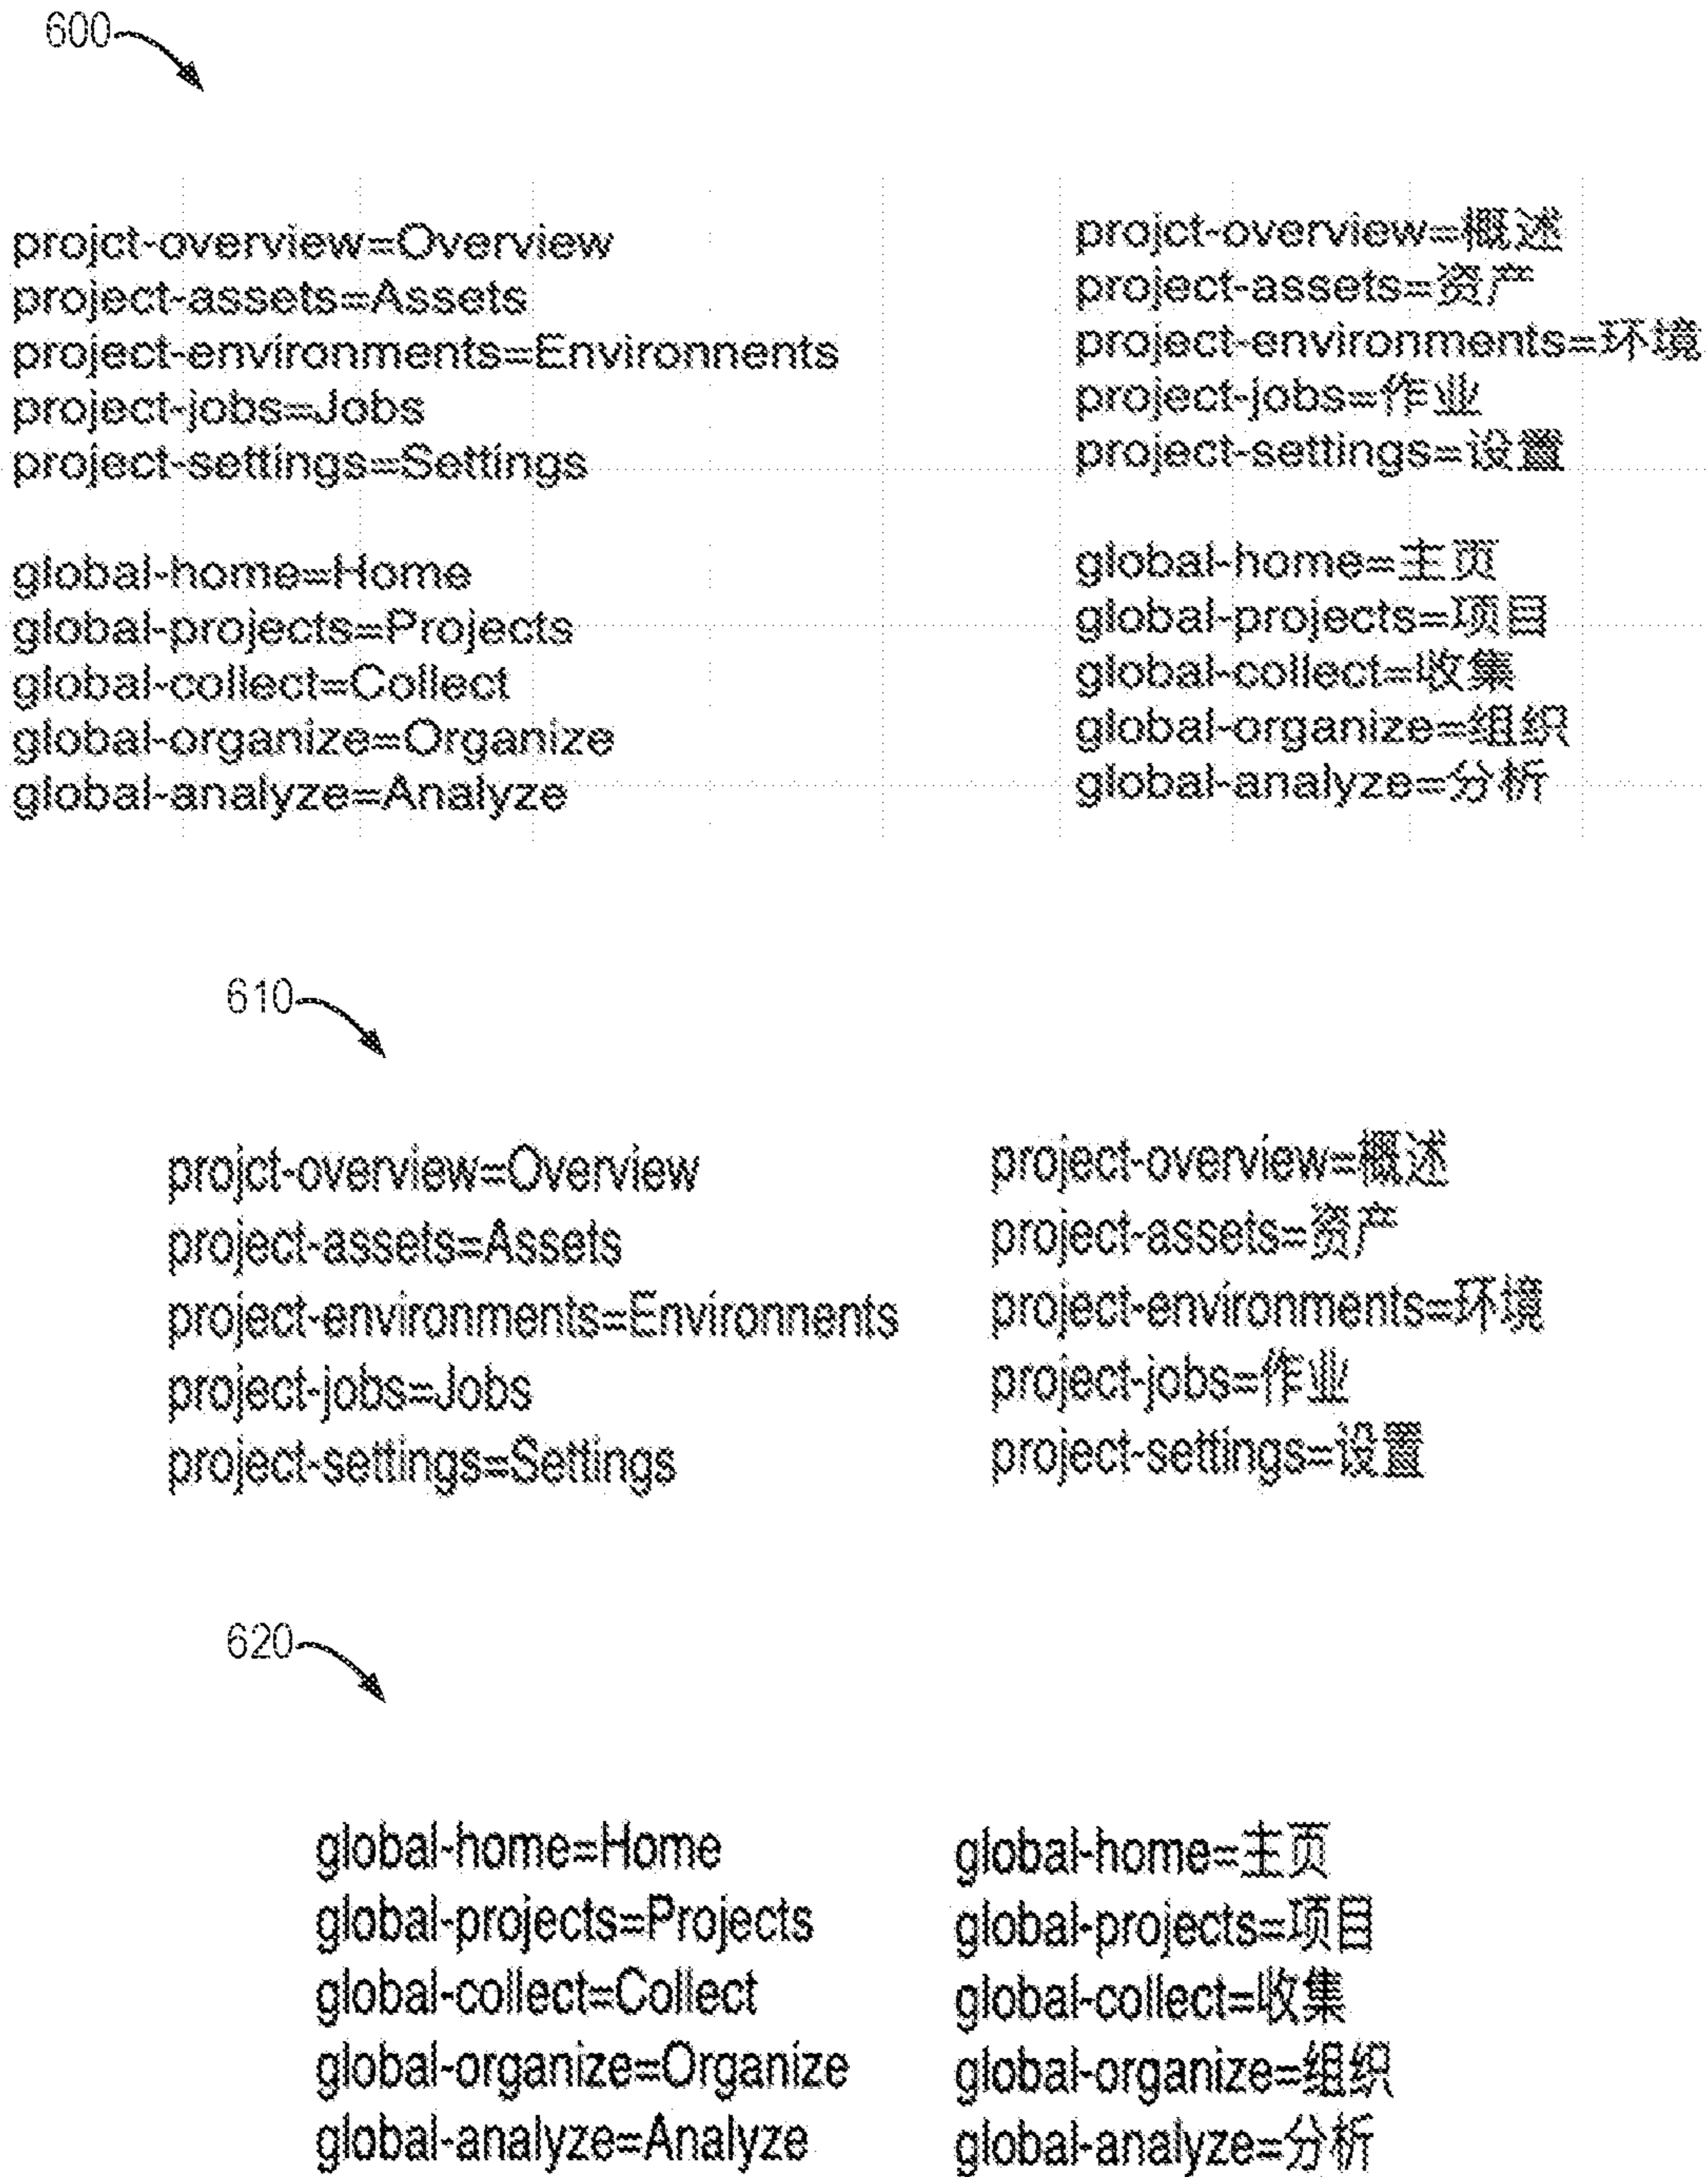 600
projct-overview=Overview
project-assets=Assets
project-environments=Environnents
project-jobs=Jobs
project-settings=Settings
global-home=Home
global-projects=Projects
global-collect=Collect
global-organize=Organize
global-analyze=Analyze
projct-overview=概述
project-assets=资产
project-environments=环境
project-jobs=作业
project-settings=设置
global-home=主页
global-projects=项目
global-collect=收集
global-organize=组织
global-analyze=分析
610
projct-overview=Overview
project-assets=Assets
project-environments=Environnents
project-jobs=Jobs
project-settings=Settings
project-overview=概述
project-assets=资产
project-environments=环境
project-jobs=作业
project-settings=设置
620
global-home=Home
global-projects=Projects
global-collect=Collect
global-organize=Organize
global-analyze=Analyze
global-home=主页
global-projects=项目
global-collect=收集
global-organize=组织
global-analyze=分析